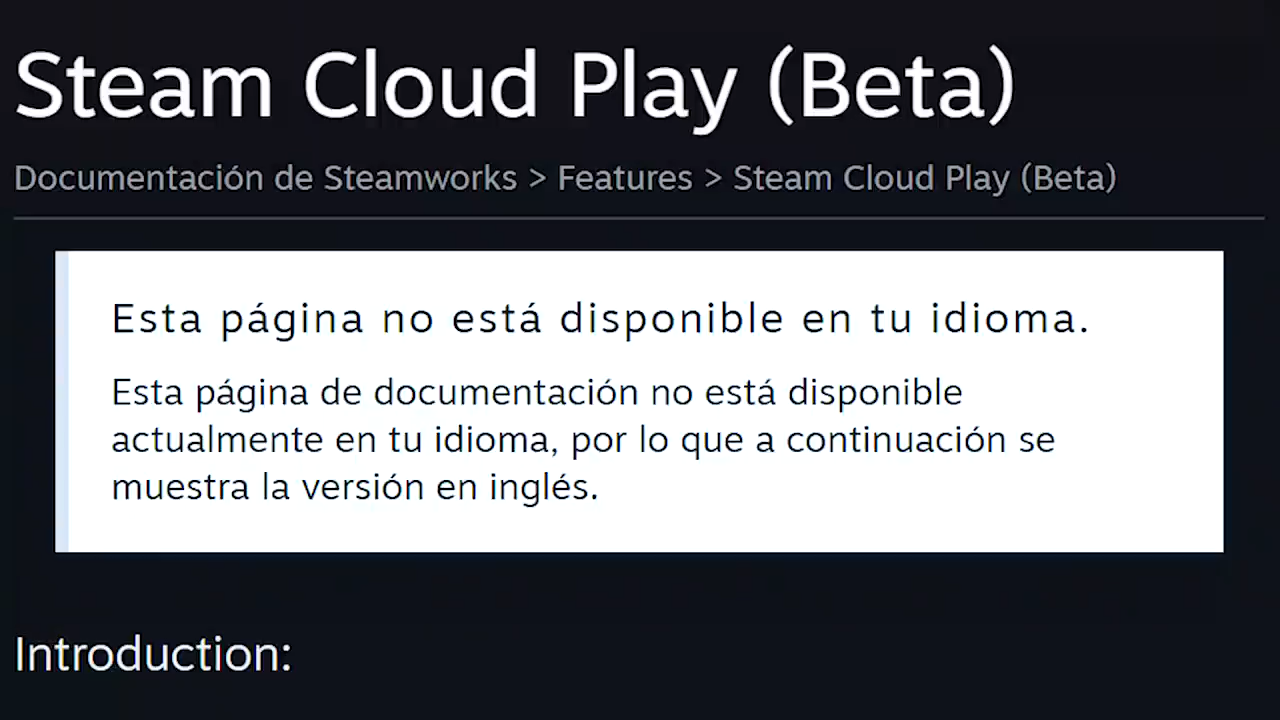 Steam Cloud Play (Beta)
Documentación de Steamworks > Features > Steam Cloud Play (Beta)
Esta página no está disponible en tu idioma.
Esta página de documentación no está disponible
actualmente en tu idioma, por lo que a continuación se
muestra la versión en inglés.
Introduction: